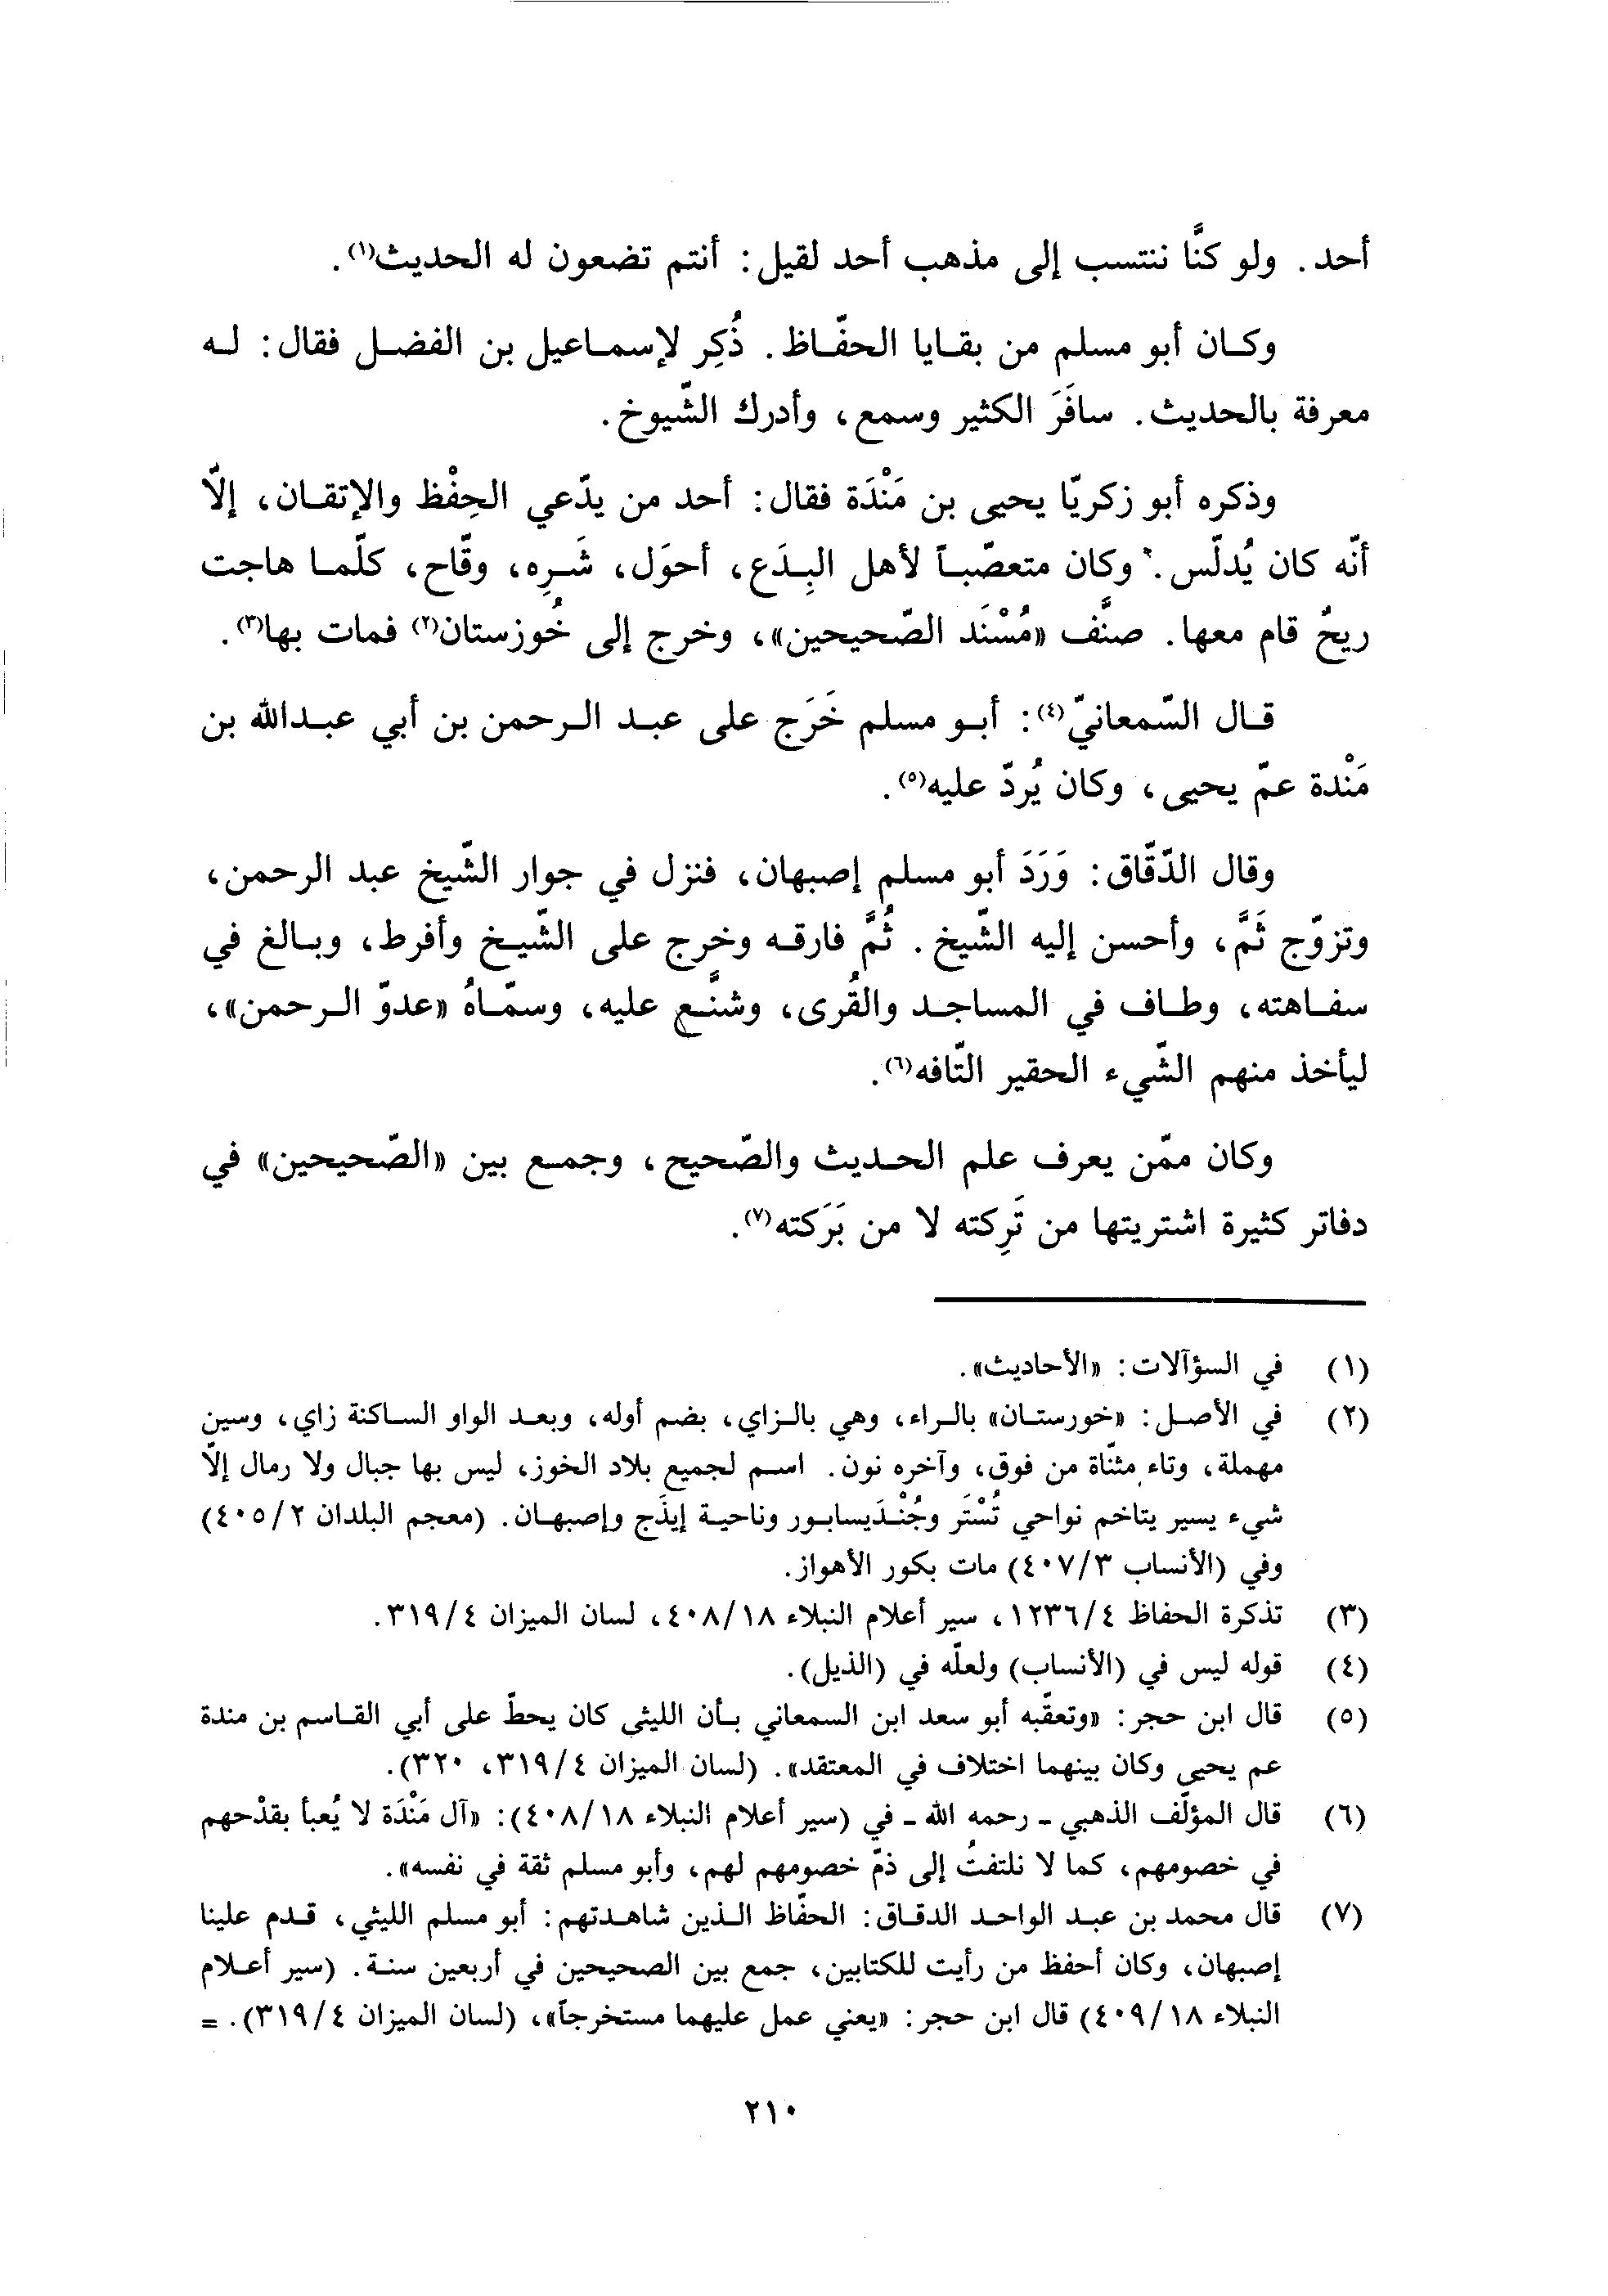 أحد. ولو كنَّا ننتسب إلى مذهب أحد لقيل: أنتم تضعون له الحديث(١).
وكان أبو مسلم من بقايا الحفّاظ. ذُكِر لإسماعيل بن الفضل فقال: له
معرفة بالحديث. سافَرَ الكثير وسمع، وأدرك الشّيوخ.
وذكره أبو زكريّا يحيى بن مَنْدَة فقال: أحد من يدّعي الحِفْظ والإتقان، إلّا
أنّه كان يُدلّس. وكان متعصّباً لأهل البِدَع، أحوَل، شَرِه، وقّاح، كلّما هاجت
ريحٌ قام معها. صنَّف «مُسْنَد الصّحيحين»، وخرج إلى خُوزستان(٢) فمات بها(٣).
قال السّمعانيّ(٤): أبو مسلم خَرَج على عبد الرحمن بن أبي عبدالله بن
مَنْدة عمّ يحيى، وكان يُردّ عليه(٥).
وقال الدّقّاق: وَرَدَ أبو مسلم إصبهان، فنزل في جوار الشّيخ عبد الرحمن،
وتزوّج ثَمَّ، وأحسن إليه الشّيخ. ثُمَّ فارقه وخرج على الشّيخ وأفرط، وبالغ في
سفاهته، وطاف في المساجد والقُرى، وشنَّع عليه، وسمّاهُ «عدوّ الرحمن»،
ليأخذ منهم الشّيء الحقير التّافه(٦).
وكان ممّن يعرف علم الحديث والصّحيح، وجمع بين «الصّحيحين» في
دفاتر كثيرة اشتريتها من تَرِكته لا من بَرَكته(٧).
(١) في السؤآلات: «الأحاديث».
(٢) في الأصل: «خورستان» بالراء، وهي بالزاي، بضم أوله، وبعد الواو الساكنة زاي، وسين
مهملة، وتاء مثنّاة من فوق، وآخره نون. اسم لجميع بلاد الخوز، ليس بها جبال ولا رمال إلّا
شيء يسير يتاخم نواحي تُسْتَر وجُنْدَيسابور وناحية إيذَج وإصبهان. (معجم البلدان ٢/٤٠٥)
وفي (الأنساب ٣/٤٠٧) مات بكور الأهواز.
(٣) تذكرة الحفاظ ٤/١٢٣٦، سير أعلام النبلاء ١٨/٤٠٨، لسان الميزان ٤/٣١٩.
(٤) قوله ليس في (الأنساب) ولعلّه في (الذيل).
(٥) قال ابن حجر: «وتعقّبه أبو سعد ابن السمعاني بأن الليثي كان يحطّ على أبي القاسم بن مندة
عم يحيى وكان بينهما اختلاف في المعتقد». (لسان الميزان ٤/٣١٩، ٣٢٠).
(٦) قال المؤلّف الذهبي - رحمه الله - في (سير أعلام النبلاء ١٨/٤٠٨): «آل مَنْدَة لا يُعبأ بقدْحهم
في خصومهم، كما لا نلتفتُ إلى ذمّ خصومهم لهم، وأبو مسلم ثقة في نفسه».
(٧) قال محمد بن عبد الواحد الدقاق: الحفّاظ الذين شاهدتهم: أبو مسلم الليثي، قدم علينا
إصبهان، وكان أحفظ من رأيت للكتابين، جمع بين الصحيحين في أربعين سنة. (سير أعلام
النبلاء ١٨/٤٠٩) قال ابن حجر: «يعني عمل عليهما مستخرجاً»، (لسان الميزان ٤/٣١٩). =
٢١٠